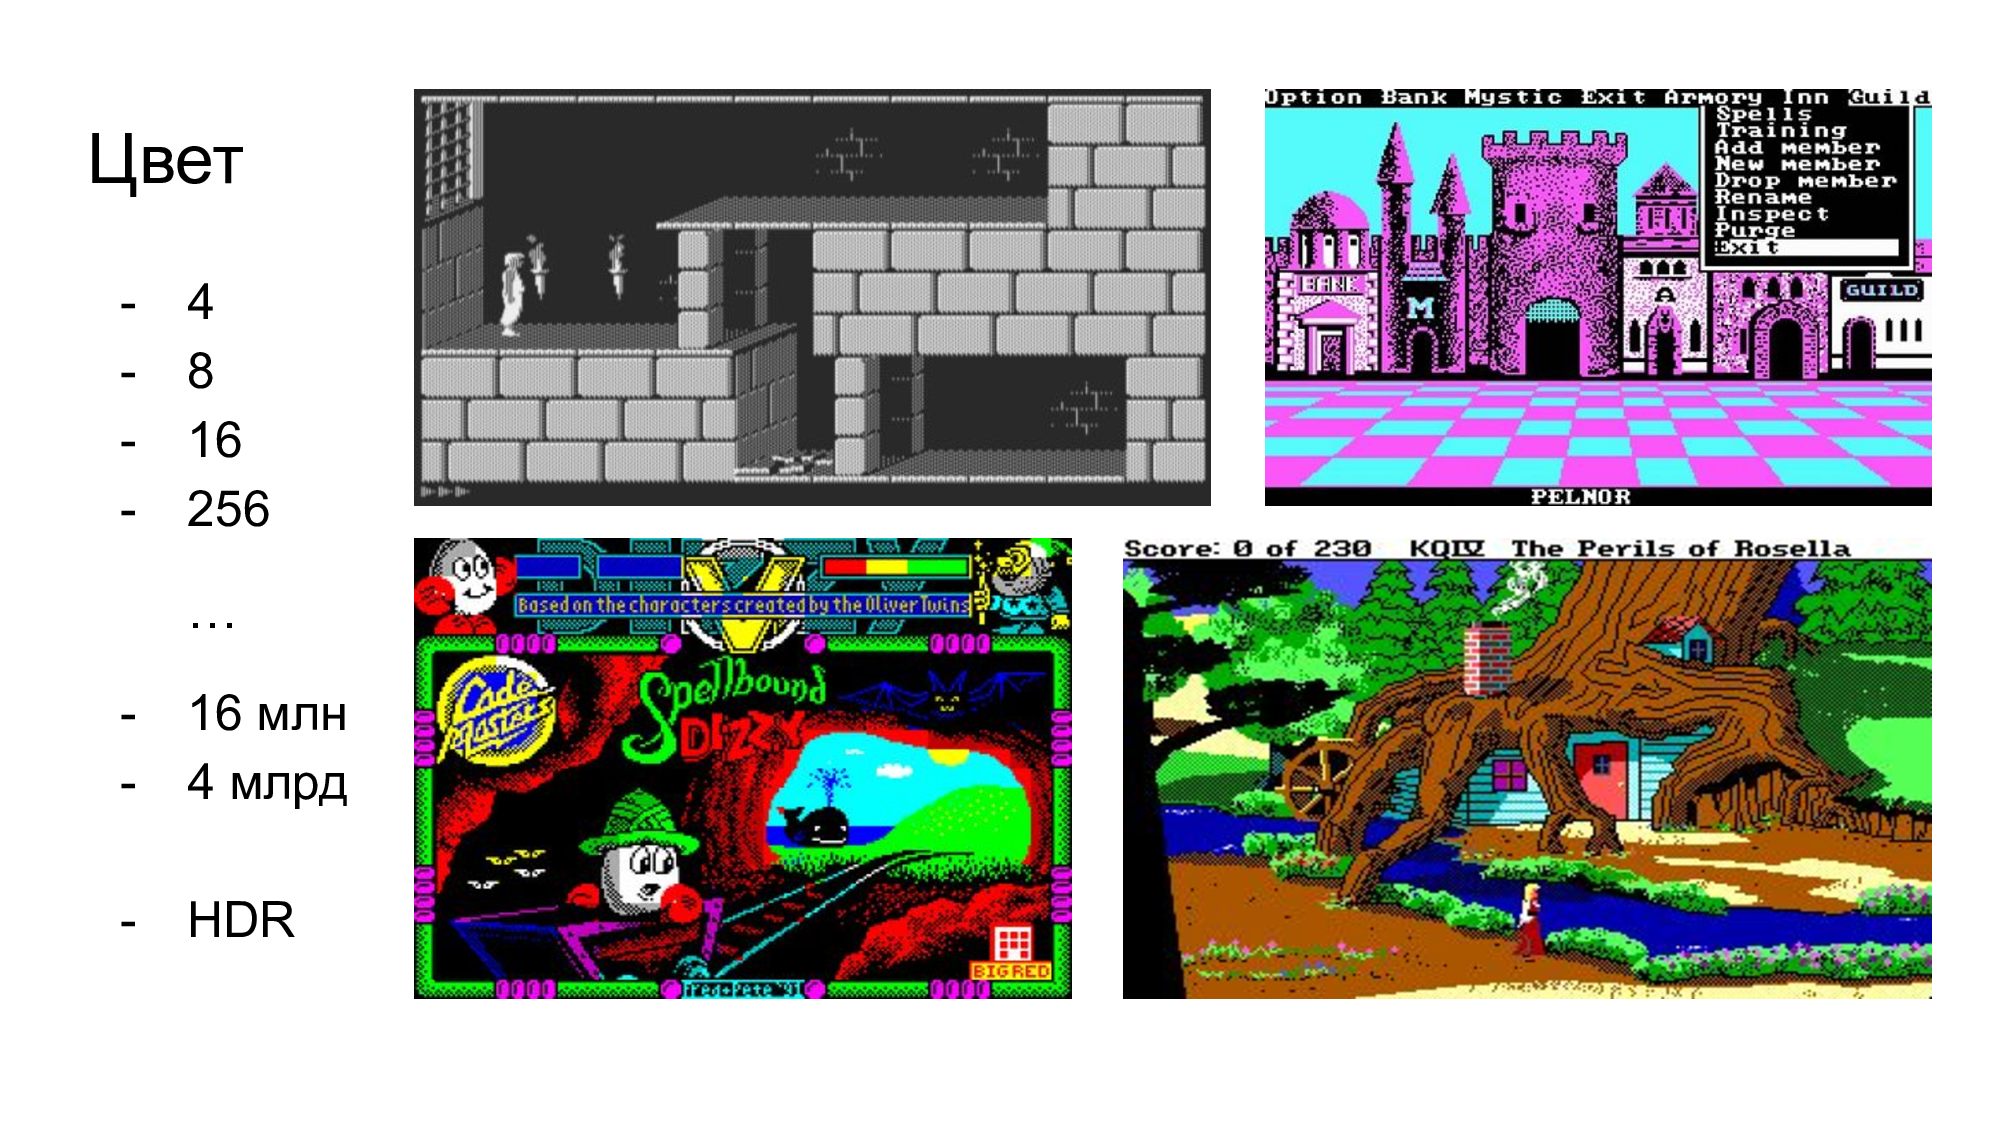 Цвет
- 4
- 8
- 16
- 256
…
- 16 млн
- 4 млрд
- HDR
Option Bank Mystic Exit Armory Inn Guild
Spells
Training
Add member
New member
Drop member
Rename
Inspect
Purge
Exit
BANK
M
A
GUILD
PELNOR
Based on the characters created by the Oliver Twins
Code
Masters
Spellbound
DIZZY
BIG RED
Score: 0 of 230 KQIV The Perils of Rosella